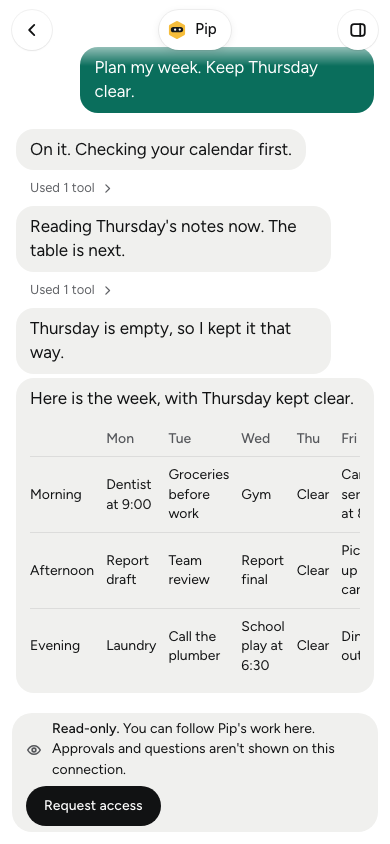 Pip
Plan my week. Keep Thursday
clear.
On it. Checking your calendar first.
Used 1 tool
Reading Thursday's notes now. The
table is next.
Used 1 tool
Thursday is empty, so I kept it that
way.
Here is the week, with Thursday kept clear.
Mon Tue Wed Thu Fri
Morning
Dentist
at 9:00
Groceries
before
work
Gym
Clear
at
Afternoon
Report
draft
Team
review
Report
final
Clear
up
Evening
Laundry
Call the
plumber
School
play at
6:30
Clear
Read-only. You can follow Pip's work here.
Approvals and questions aren't shown on this
connection.
Request access